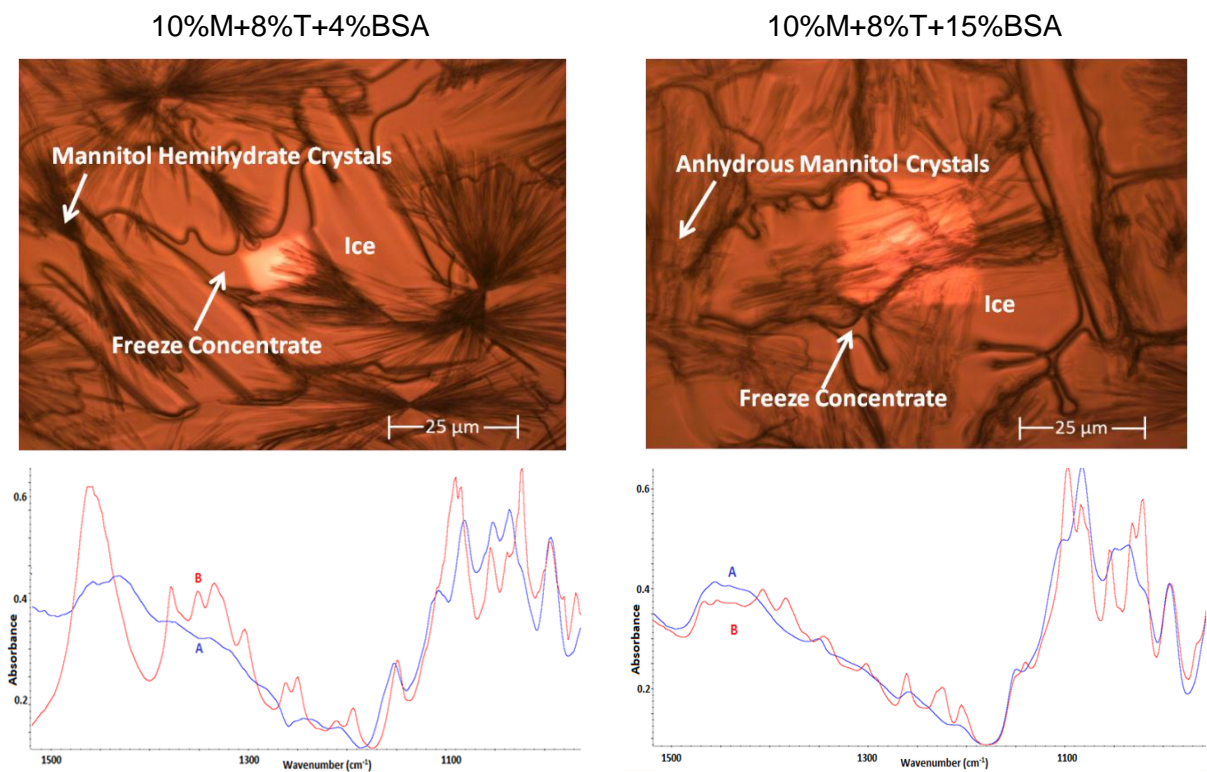 10%M+8%T+4%BSA
Mannitol Hemihydrate Crystals
Ice
Freeze Concentrate
25 µm
0.6
0.4
0.2
Absorbance
B
A
1500
1300
1100
Wavenumber (cm⁻¹)
10%M+8%T+15%BSA
Anhydrous Mannitol Crystals
Ice
Freeze Concentrate
25 µm
0.6
0.4
0.2
Absorbance
A
B
1500
1300
1100
Wavenumber (cm⁻¹)